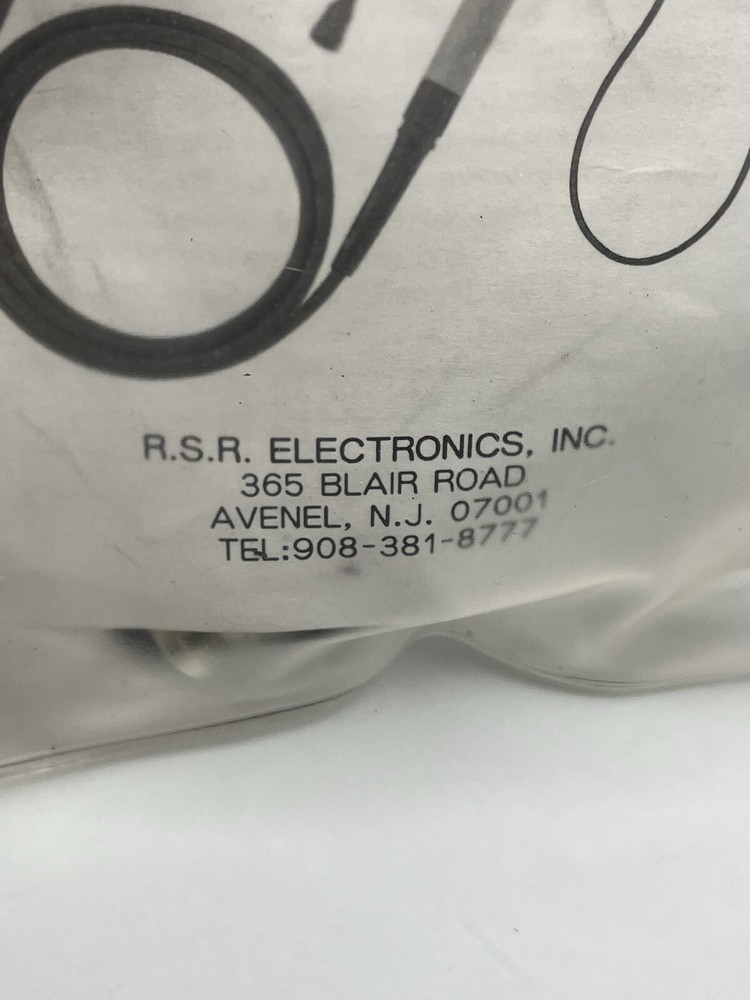 R.S.R. ELECTRONICS, INC.
365 BLAIR ROAD
AVENEL, N.J. 07001
TEL:908-381-8777